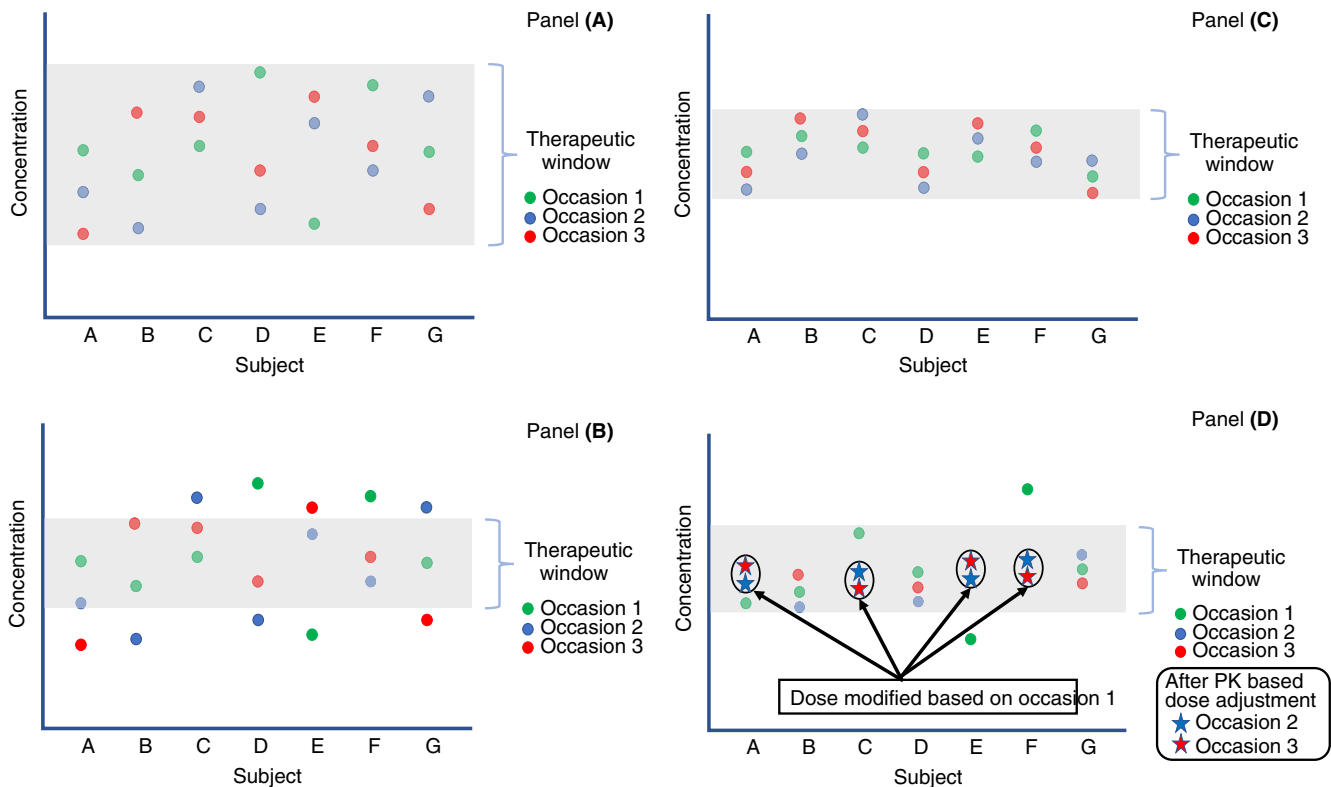 Panel (A)
Concentration
Therapeutic
window
Occasion 1
Occasion 2
Occasion 3
A B C D E F G
Subject
Panel (C)
Concentration
Therapeutic
window
Occasion 1
Occasion 2
Occasion 3
A B C D E F G
Subject
Panel (B)
Concentration
Therapeutic
window
Occasion 1
Occasion 2
Occasion 3
A B C D E F G
Subject
Panel (D)
Concentration
Therapeutic
window
Occasion 1
Occasion 2
Occasion 3
After PK based
dose adjustment
Occasion 2
Occasion 3
Dose modified based on occasion 1
A B C D E F G
Subject